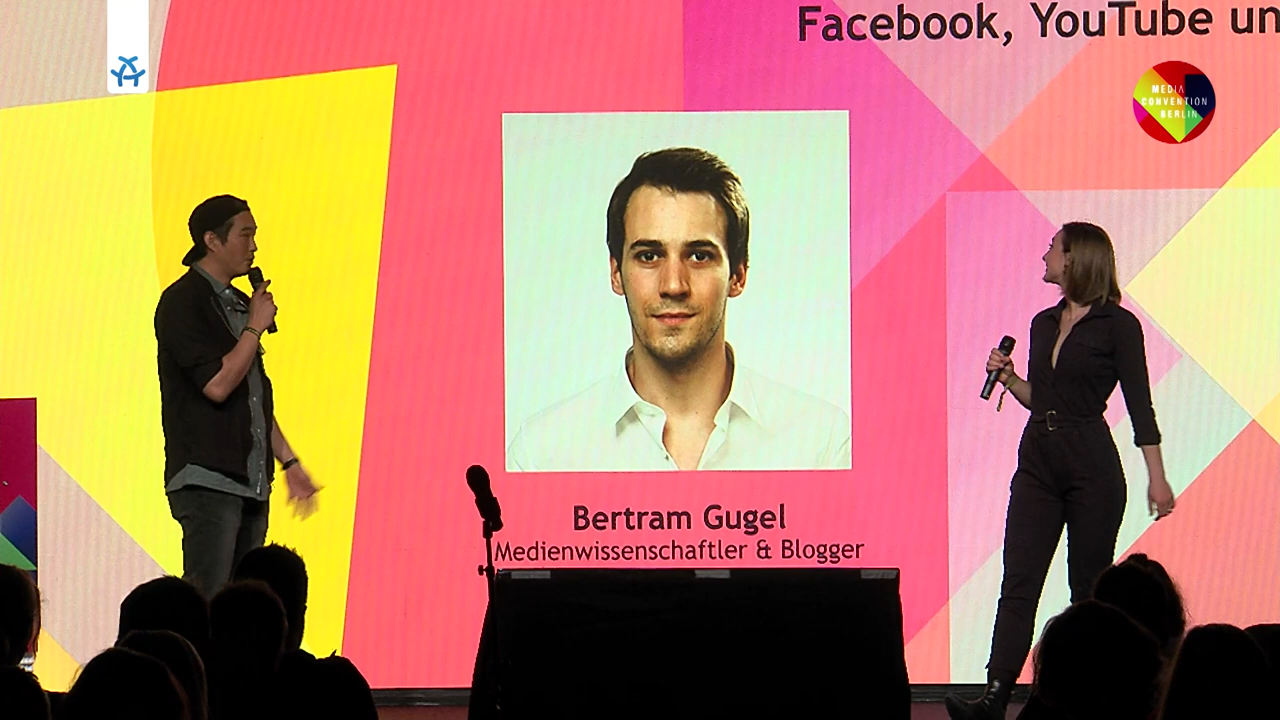 Facebook, YouTube un
MEDIA
CONVENTION
BERLIN
Bertram Gugel
Medienwissenschaftler & Blogger